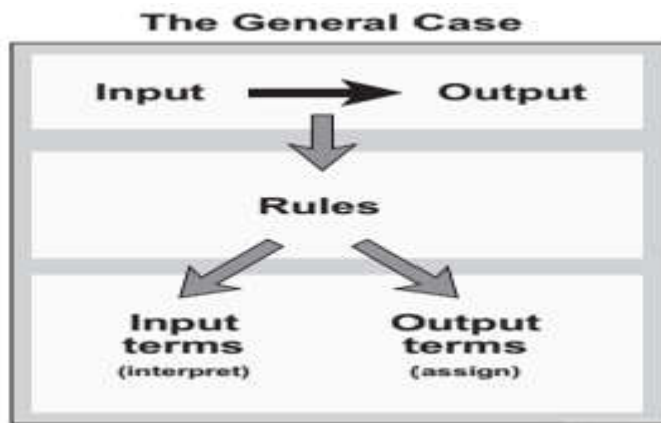 The General Case
Input Output
Rules
Input
terms
(interpret)
Output
terms
(assign)